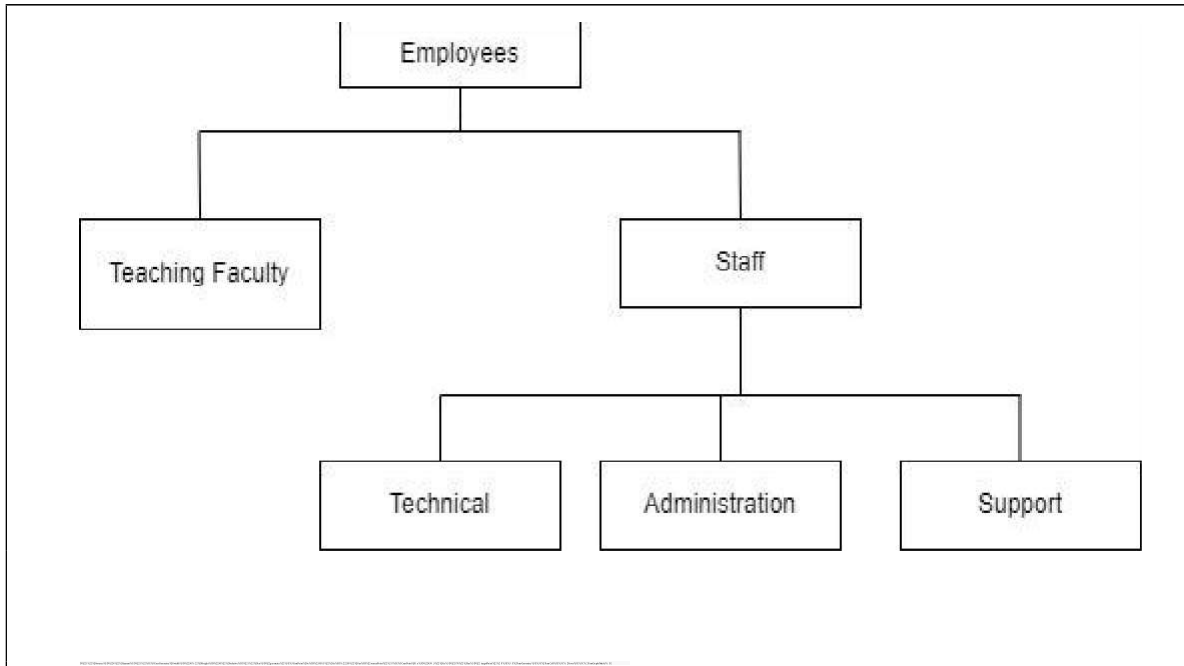 Employees
Teaching Faculty
Staff
Technical
Administration
Support